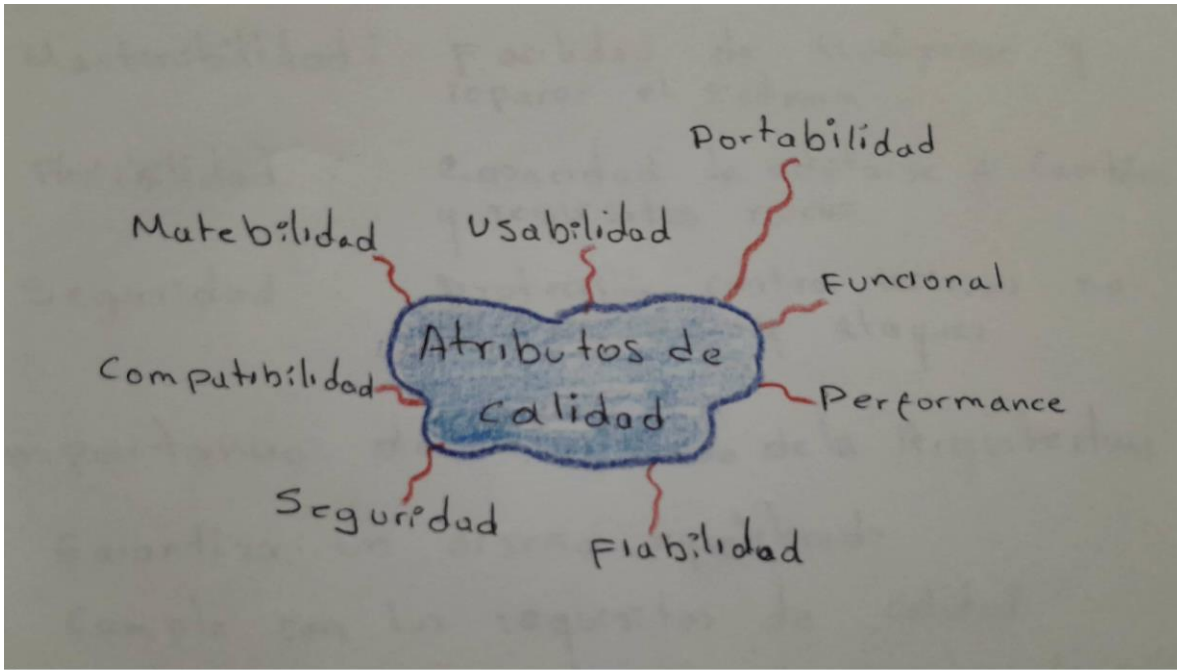 Portabilidad
Matebilidad
Usabilidad
Funcional
Atributos de
calidad
Computibilidad
Performance
Seguridad
Fiabilidad